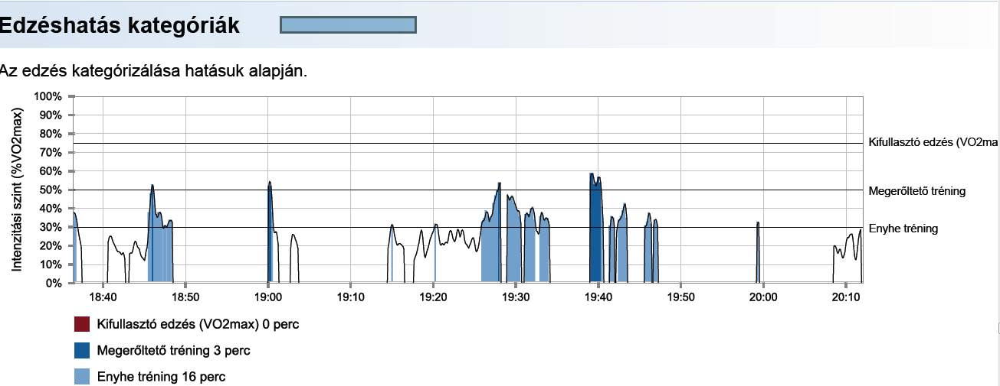 Edzéshatás kategóriák
Az edzés kategórizálása hatásuk alapján.
Intenzitási szint (%VO2max)
100%
90%
80%
70%
60%
50%
40%
30%
20%
10%
0%
Kifullasztó edzés (VO2ma
Megerőltető tréning
Enyhe tréning
18:40 18:50 19:00 19:10 19:20 19:30 19:40 19:50 20:00 20:10
Kifullasztó edzés (VO2max) 0 perc
Megerőltető tréning 3 perc
Enyhe tréning 16 perc